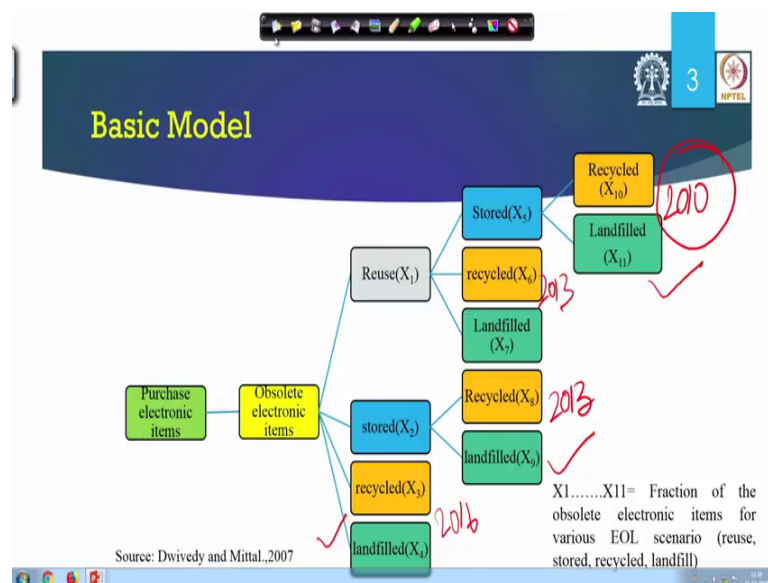 3
NPTEL
Basic Model
Recycled
(X10)
2010
Stored(X5)
Landfilled
(X11)
Reuse(X1)
recycled(X6)
2013
Landfilled
(X7)
Purchase
electronic
items
Obsolete
electronic
items
stored(X2)
Recycled(X8)
2013
landfilled(X9)
recycled(X3)
landfilled(X4)
2016
X1.......X11= Fraction of the
obsolete electronic items for
various EOL scenario (reuse,
stored, recycled, landfill)
Source: Dwivedy and Mittal.,2007